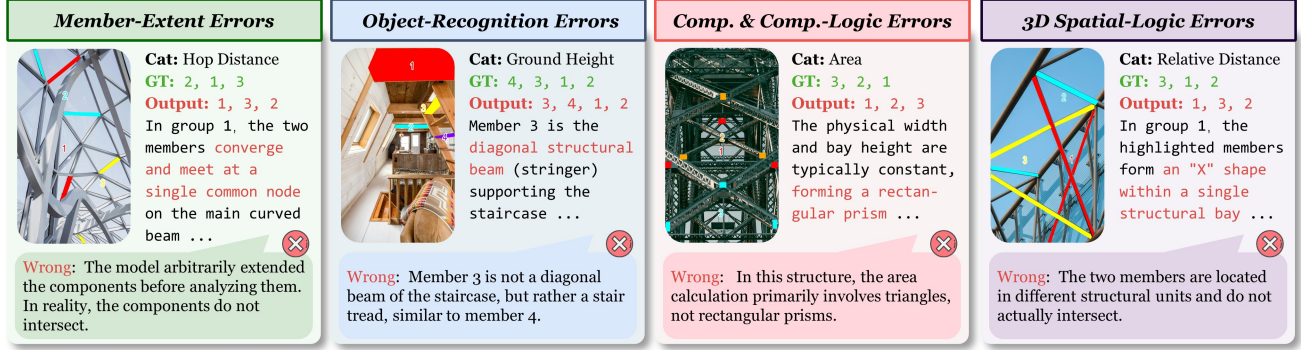 Member-Extent Errors
Cat: Hop Distance
GT: 2, 1, 3
Output: 1, 3, 2
In group 1, the two
members converge
and meet at a
single common node
on the main curved
beam ...
Wrong: The model arbitrarily extended
the components before analyzing them.
In reality, the components do not
intersect.
Object-Recognition Errors
1
3
2
4
Cat: Ground Height
GT: 4, 3, 1, 2
Output: 3, 4, 1, 2
Member 3 is the
diagonal structural
beam (stringer)
supporting the
staircase ...
Wrong: Member 3 is not a diagonal
beam of the staircase, but rather a stair
tread, similar to member 4.
Comp. & Comp.-Logic Errors
1
Cat: Area
GT: 3, 2, 1
Output: 1, 2, 3
The physical width
and bay height are
typically constant,
forming a rectan-
gular prism ...
Wrong: In this structure, the area
calculation primarily involves triangles,
not rectangular prisms.
3D Spatial-Logic Errors
2
3
Cat: Relative Distance
GT: 3, 1, 2
Output: 1, 3, 2
In group 1, the
highlighted members
form an "X" shape
within a single
structural bay ...
Wrong: The two members are located
in different structural units and do not
actually intersect.